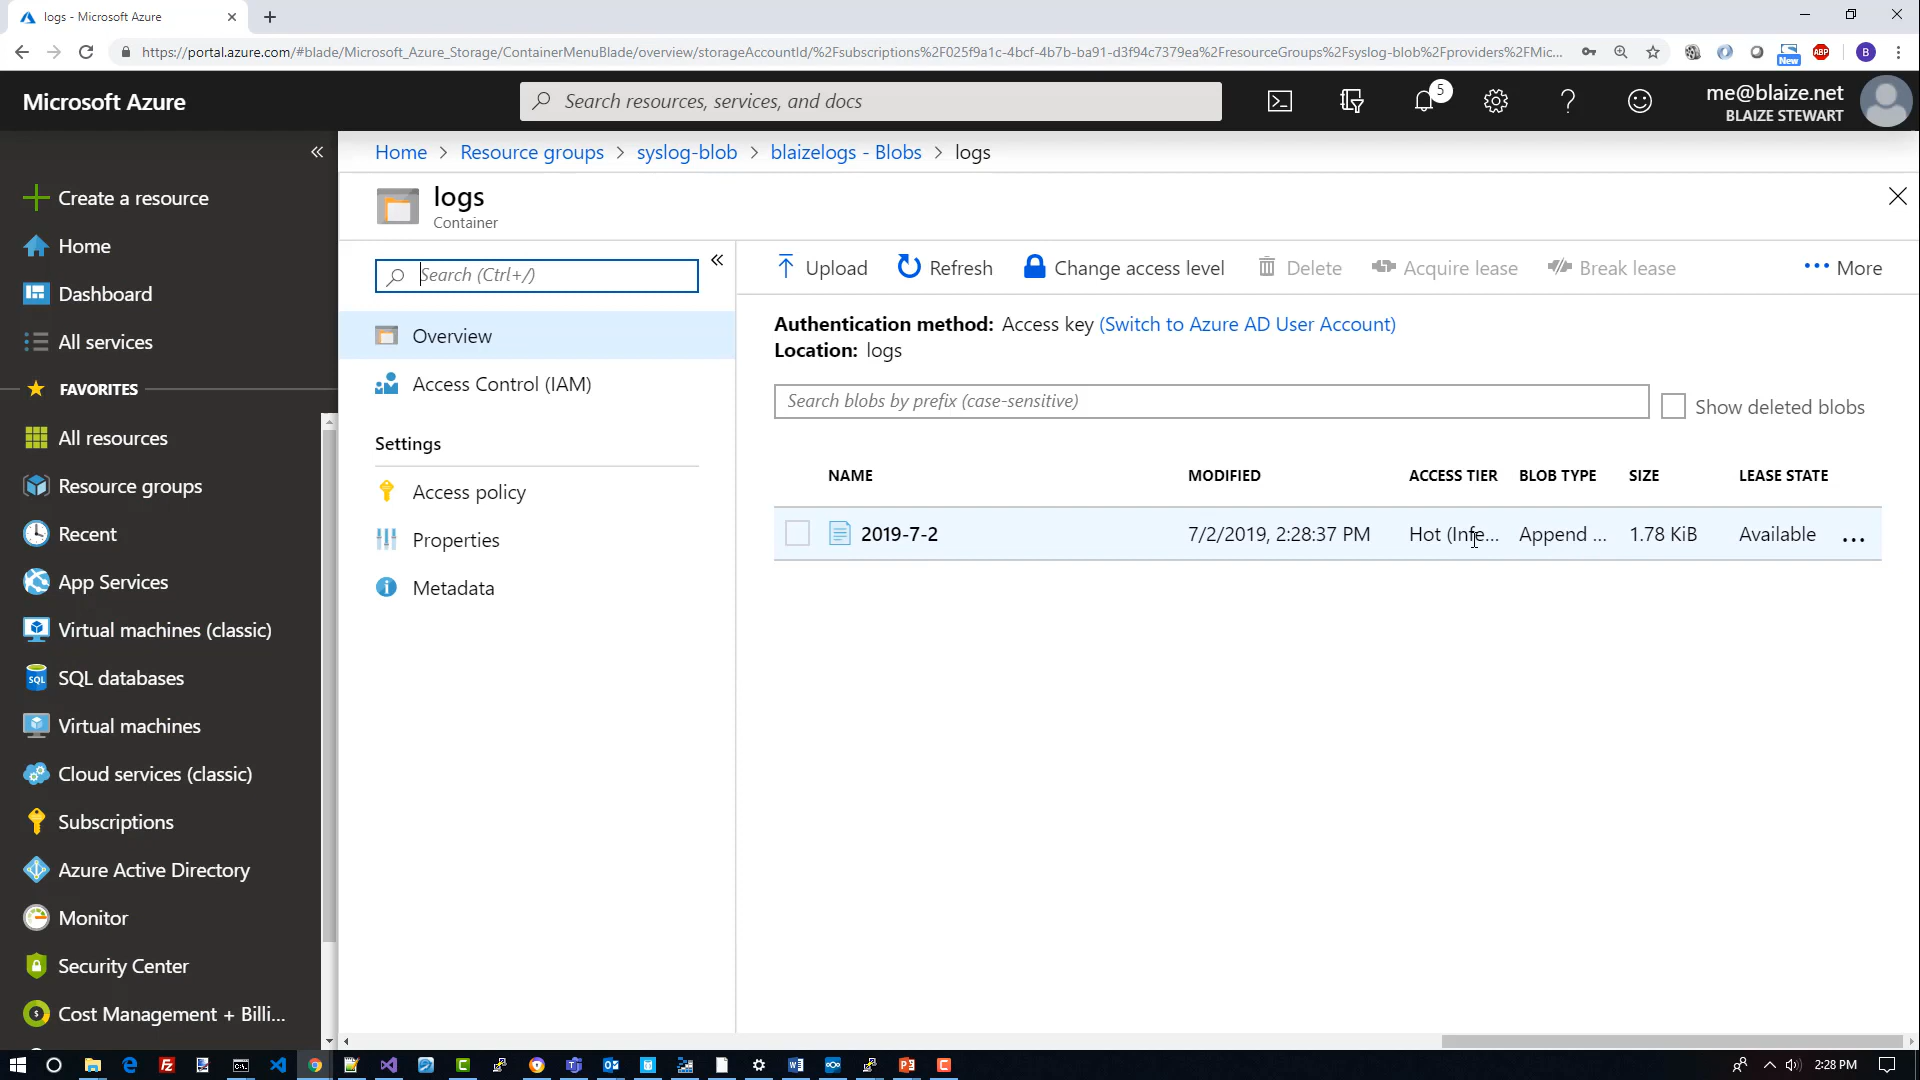 logs - Microsoft Azure
https://portal.azure.com/#blade/Microsoft_Azure_Storage/ContainerMenuBlade/overview/storageAccountId/%2Fsubscriptions%2F025f9a1c-4bcf-4b7b-ba91-d3f94c7379ea%2FresourceGroups%2Fsyslog-blob%2Fproviders%2FMic...
New
ABP
B
Microsoft Azure
Search resources, services, and docs
5
me@blaize.net
BLAIZE STEWART
Home > Resource groups > syslog-blob > blaizelogs - Blobs > logs
Create a resource
Home
Dashboard
All services
FAVORITES
All resources
Resource groups
Recent
App Services
Virtual machines (classic)
SQL databases
Virtual machines
Cloud services (classic)
Subscriptions
Azure Active Directory
Monitor
Security Center
Cost Management + Billi...
logs
Container
Search (Ctrl+/)
Overview
Access Control (IAM)
Settings
Access policy
Properties
Metadata
Upload Refresh Change access level Delete Acquire lease Break lease More
Authentication method: Access key (Switch to Azure AD User Account)
Location: logs
Search blobs by prefix (case-sensitive)
Show deleted blobs
NAME MODIFIED ACCESS TIER BLOB TYPE SIZE LEASE STATE
2019-7-2 7/2/2019, 2:28:37 PM Hot (Infe... Append ... 1.78 KiB Available ...
2:28 PM